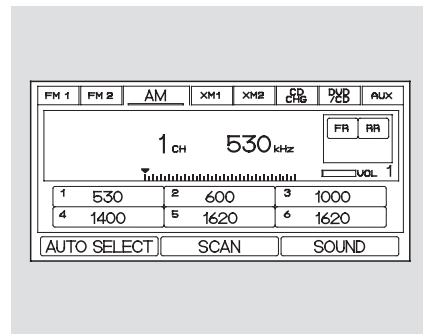 FM 1 FM 2 AM XM1 XM2 CD CHG DVD /CD AUX
FR RR
1 CH 530 kHz
VOL 1
1 530 2 600 3 1000
4 1400 5 1620 6 1620
AUTO SELECT SCAN SOUND